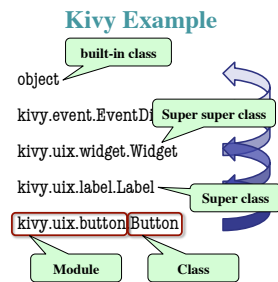 Kivy Example
built-in class
object
kivy.event.EventDi
Super super class
kivy.uix.widget.Widget
kivy.uix.label.Label
Super class
kivy.uix.button.Button
Module
Class